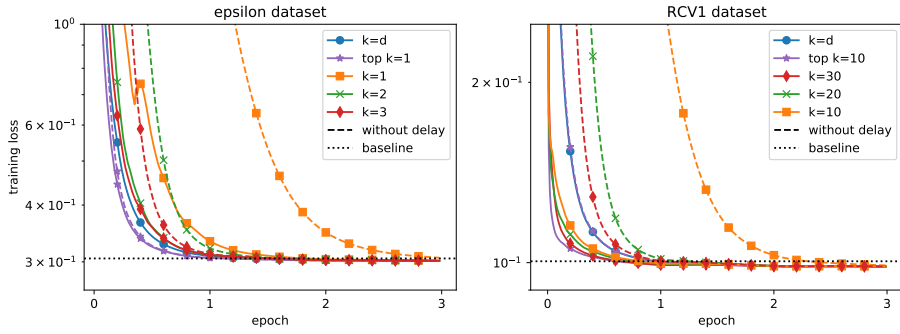 epsilon dataset
10⁰
6 × 10⁻¹
4 × 10⁻¹
3 × 10⁻¹
training loss
k=d
top k=1
k=1
k=2
k=3
without delay
baseline
0
1
2
3
epoch
RCV1 dataset
2 × 10⁻¹
10⁻¹
k=d
top k=10
k=30
k=20
k=10
without delay
baseline
0
1
2
3
epoch